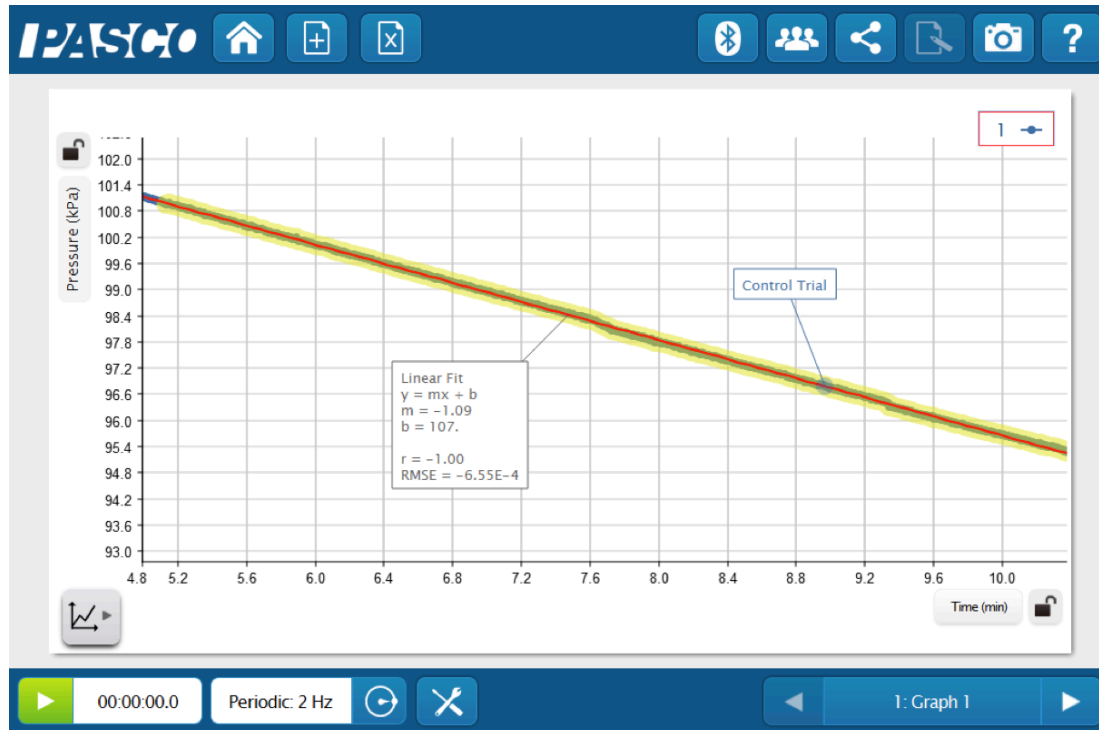 PASCO
?
1
Pressure (kPa)
102.0
101.4
100.8
100.2
99.6
99.0
98.4
97.8
97.2
96.6
96.0
95.4
94.8
94.2
93.6
93.0
Control Trial
Linear Fit
y = mx + b
m = −1.09
b = 107.
r = −1.00
RMSE = −6.55E−4
4.8 5.2 5.6 6.0 6.4 6.8 7.2 7.6 8.0 8.4 8.8 9.2 9.6 10.0
Time (min)
00:00:00.0 Periodic: 2 Hz 1: Graph 1